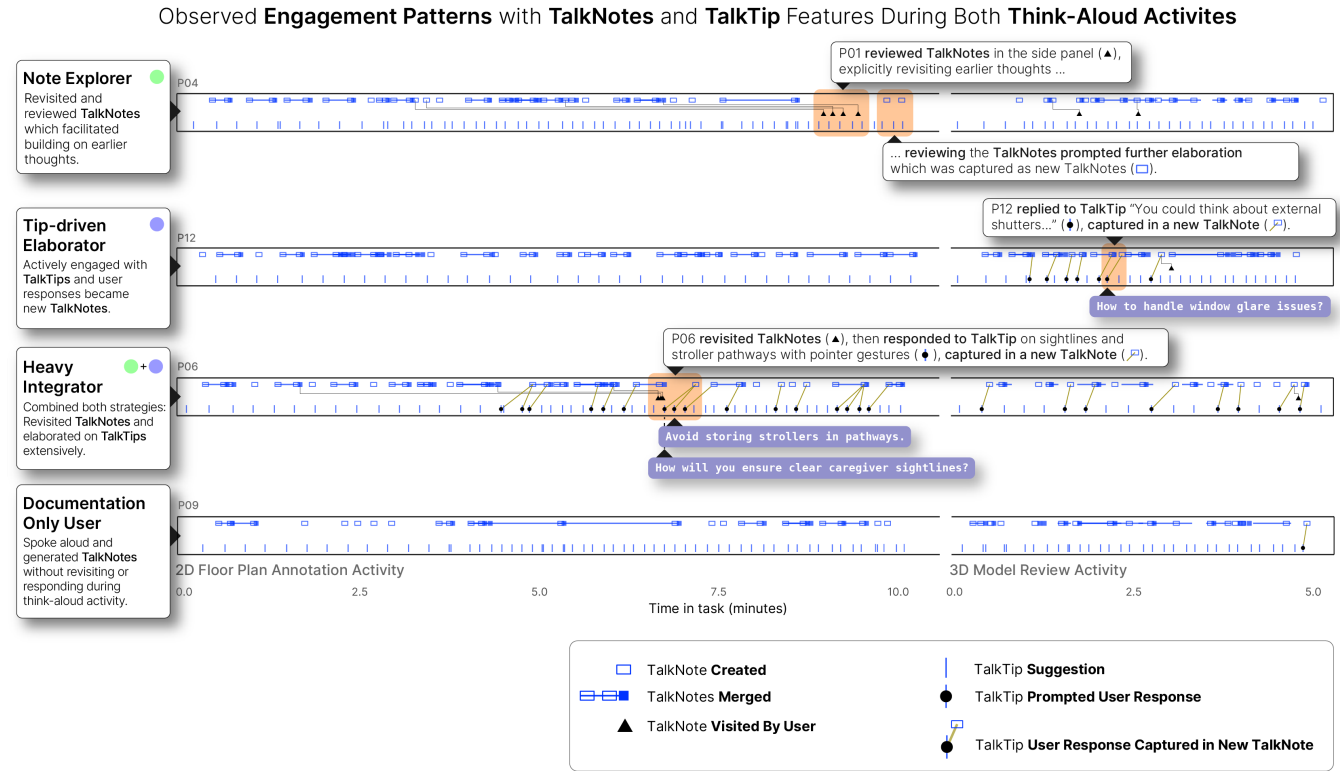 Observed Engagement Patterns with TalkNotes and TalkTip Features During Both Think-Aloud Activites
P01 reviewed TalkNotes in the side panel (▲),
explicitly revisiting earlier thoughts ...
Note Explorer
Revisited and
reviewed TalkNotes
which facilitated
building on earlier
thoughts.
P04
... reviewing the TalkNotes prompted further elaboration
which was captured as new TalkNotes ( ).
Tip-driven
Elaborator
Actively engaged with
TalkTips and user
responses became
new TalkNotes.
P12
P12 replied to TalkTip “You could think about external
shutters...” ( ), captured in a new TalkNote ( ).
How to handle window glare issues?
P06 revisited TalkNotes (▲), then responded to TalkTip on sightlines and
stroller pathways with pointer gestures ( ), captured in a new TalkNote ( ).
Heavy
Integrator
+
Combined both strategies:
Revisited TalkNotes and
elaborated on TalkTips
extensively.
P06
Avoid storing strollers in pathways.
How will you ensure clear caregiver sightlines?
Documentation
Only User
Spoke aloud and
generated TalkNotes
without revisiting or
responding during
think-aloud activity.
P09
2D Floor Plan Annotation Activity
3D Model Review Activity
0.0 2.5 5.0 7.5 10.0 0.0 2.5 5.0
Time in task (minutes)
TalkNote Created
TalkNotes Merged
TalkNote Visited By User
TalkTip Suggestion
TalkTip Prompted User Response
TalkTip User Response Captured in New TalkNote